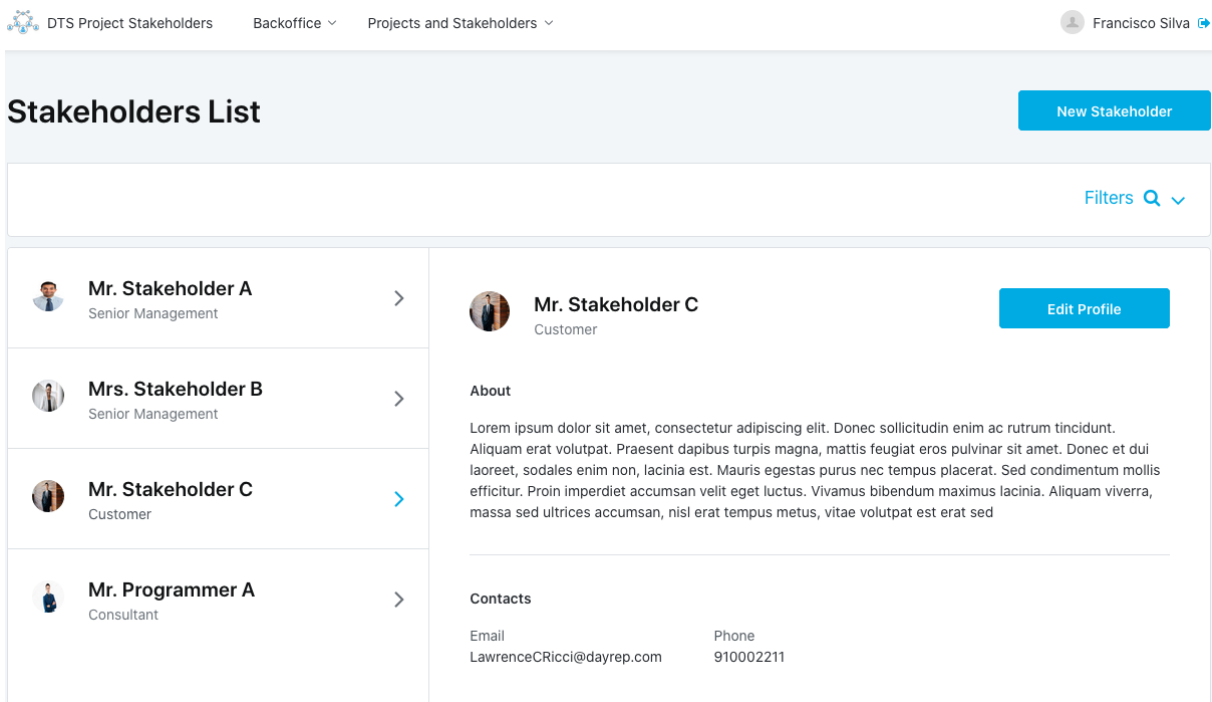 DTS Project Stakeholders Backoffice Projects and Stakeholders Francisco Silva
Stakeholders List
New Stakeholder
Filters
Mr. Stakeholder A
Senior Management
Mrs. Stakeholder B
Senior Management
Mr. Stakeholder C
Customer
Mr. Programmer A
Consultant
Mr. Stakeholder C
Customer
Edit Profile
About
Lorem ipsum dolor sit amet, consectetur adipiscing elit. Donec sollicitudin enim ac rutrum tincidunt.
Aliquam erat volutpat. Praesent dapibus turpis magna, mattis feugiat eros pulvinar sit amet. Donec et dui
laoreet, sodales enim non, lacinia est. Mauris egestas purus nec tempus placerat. Sed condimentum mollis
efficitur. Proin imperdiet accumsan velit eget luctus. Vivamus bibendum maximus lacinia. Aliquam viverra,
massa sed ultrices accumsan, nisl erat tempus metus, vitae volutpat est erat sed
Contacts
Email Phone
LawrenceCRicci@dayrep.com 910002211